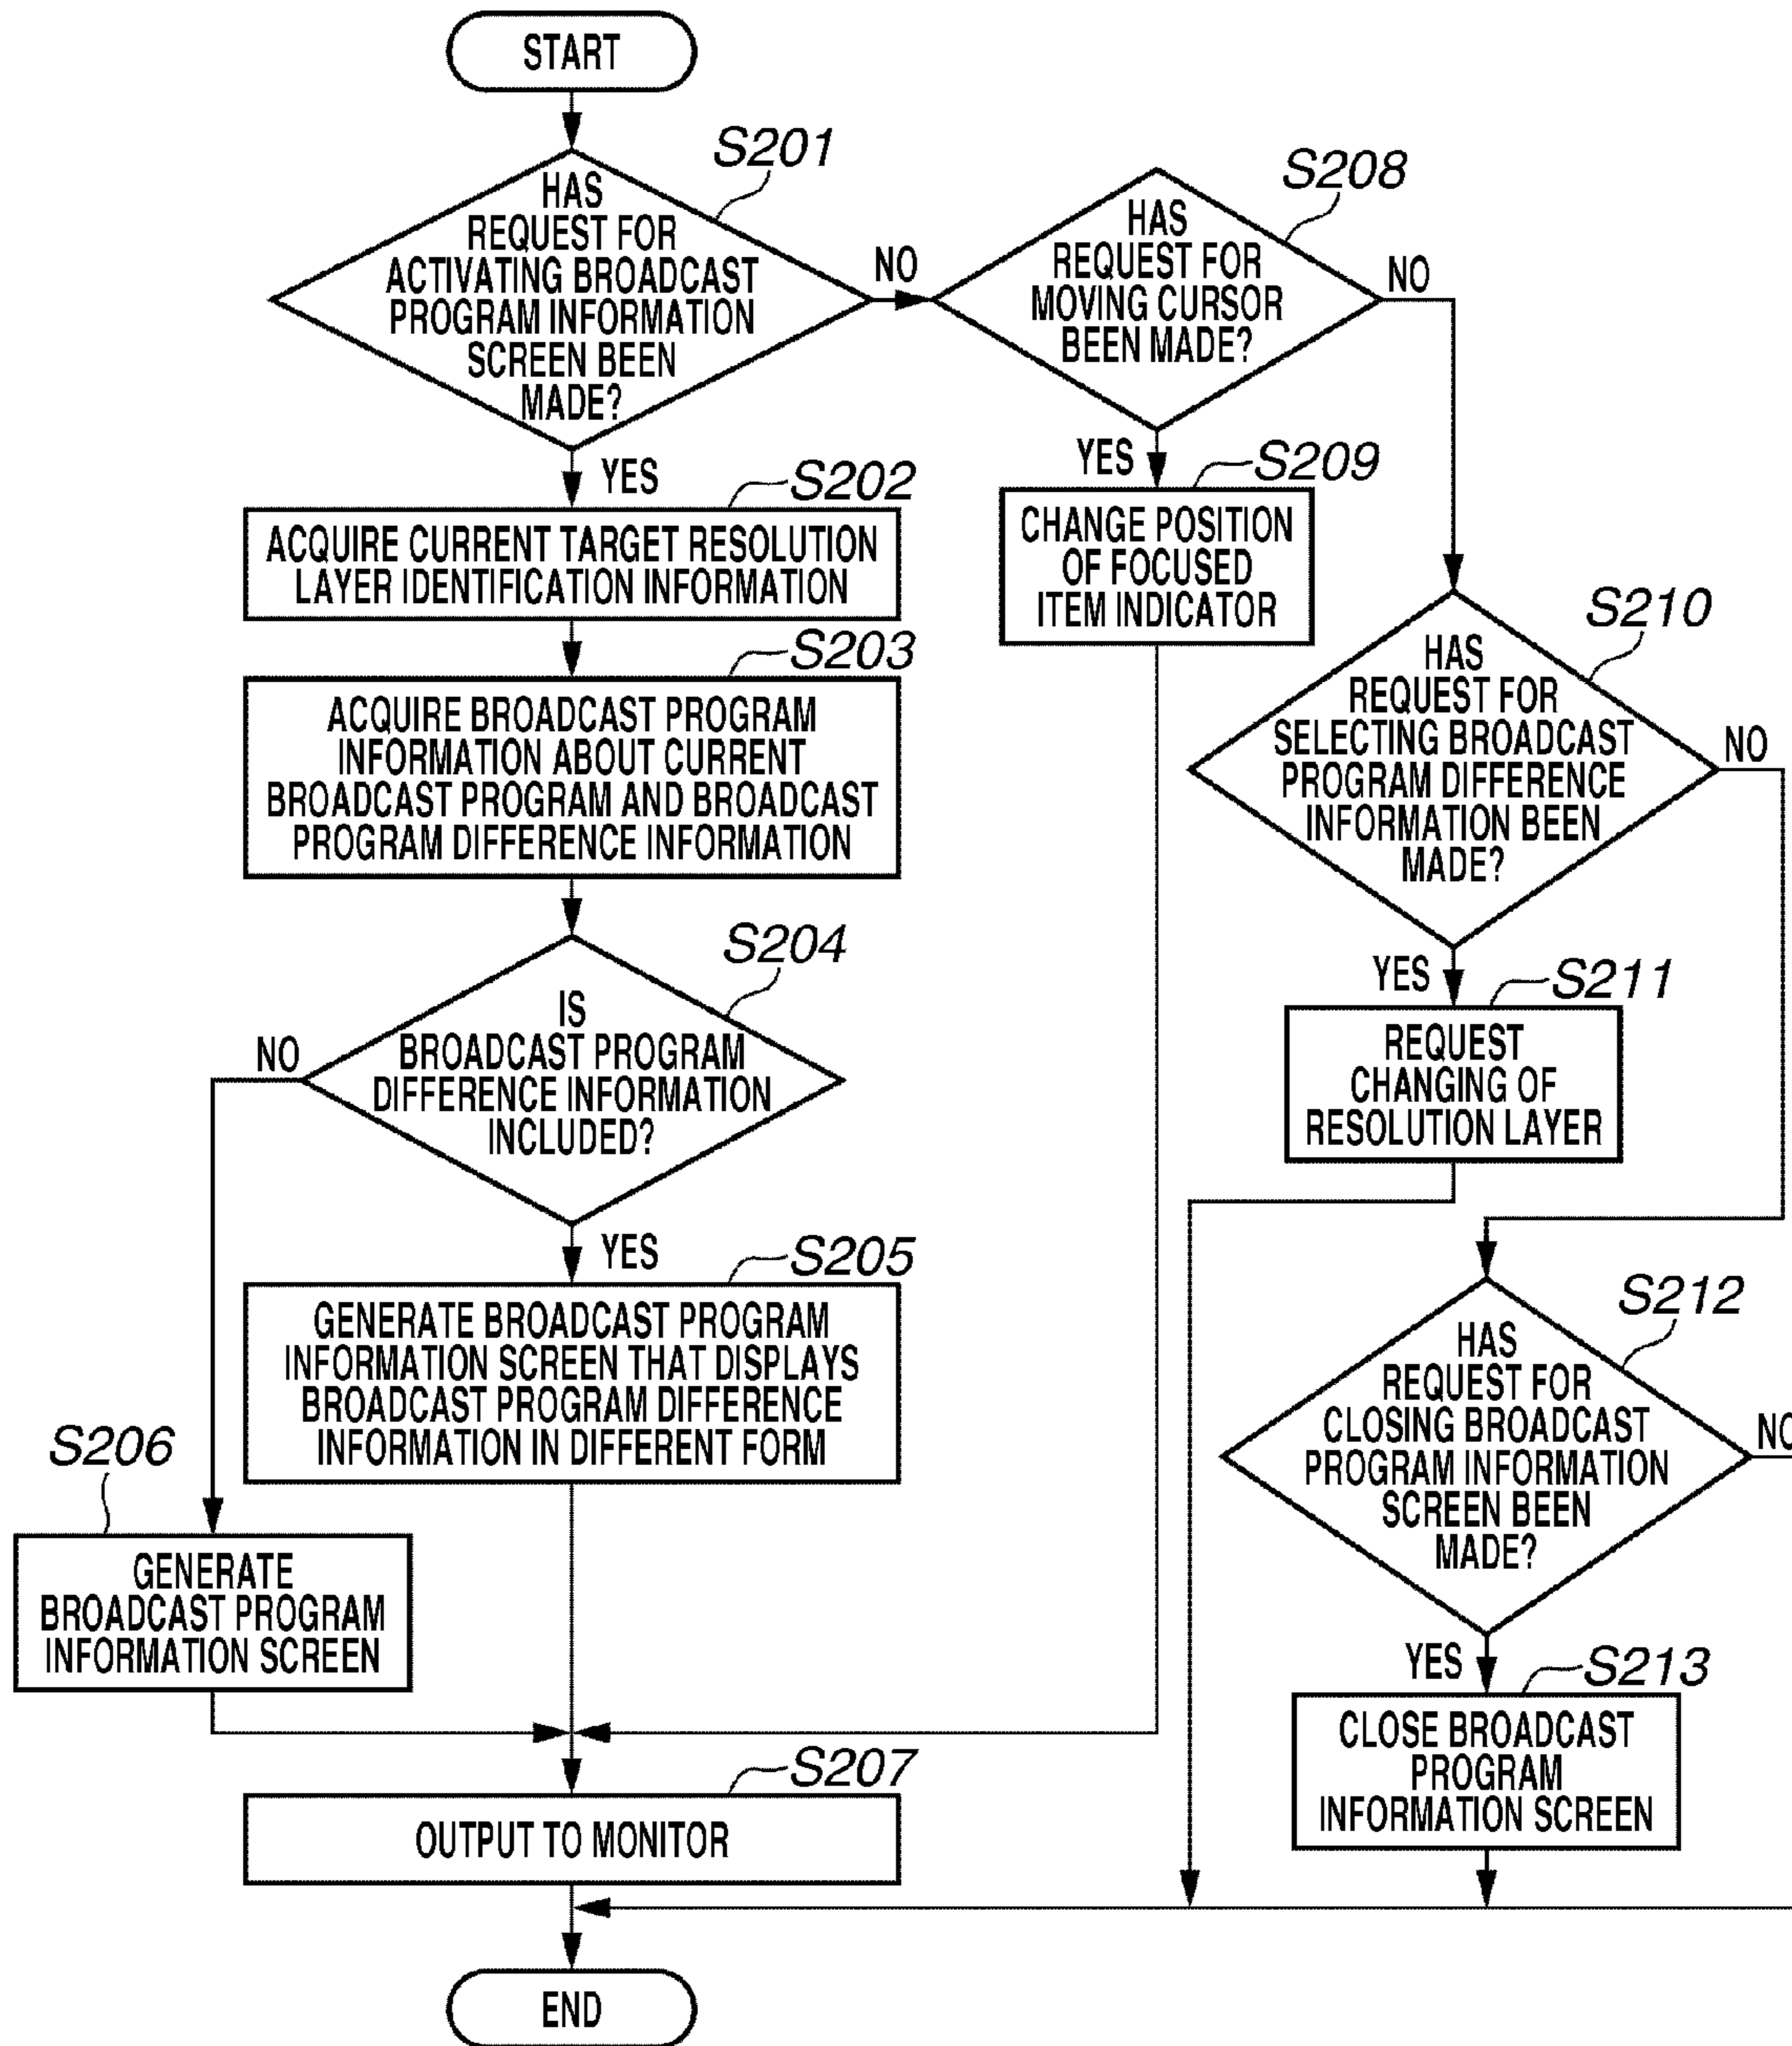 START
S201
HAS
REQUEST FOR
ACTIVATING BROADCAST
PROGRAM INFORMATION
SCREEN BEEN
MADE?
NO
YES
S208
HAS
REQUEST FOR
MOVING CURSOR
BEEN MADE?
NO
YES
S202
ACQUIRE CURRENT TARGET RESOLUTION
LAYER IDENTIFICATION INFORMATION
S209
CHANGE POSITION
OF FOCUSED
ITEM INDICATOR
S203
ACQUIRE BROADCAST PROGRAM
INFORMATION ABOUT CURRENT
BROADCAST PROGRAM AND BROADCAST
PROGRAM DIFFERENCE INFORMATION
S210
HAS
REQUEST FOR
SELECTING BROADCAST
PROGRAM DIFFERENCE
INFORMATION BEEN
MADE?
NO
YES
S204
IS
BROADCAST PROGRAM
DIFFERENCE INFORMATION
INCLUDED?
NO
YES
S211
REQUEST
CHANGING OF
RESOLUTION LAYER
S205
GENERATE BROADCAST PROGRAM
INFORMATION SCREEN THAT DISPLAYS
BROADCAST PROGRAM DIFFERENCE
INFORMATION IN DIFFERENT FORM
S212
HAS
REQUEST FOR
CLOSING BROADCAST
PROGRAM INFORMATION
SCREEN BEEN
MADE?
NO
YES
S206
GENERATE
BROADCAST PROGRAM
INFORMATION SCREEN
S213
CLOSE BROADCAST
PROGRAM
INFORMATION SCREEN
S207
OUTPUT TO MONITOR
END